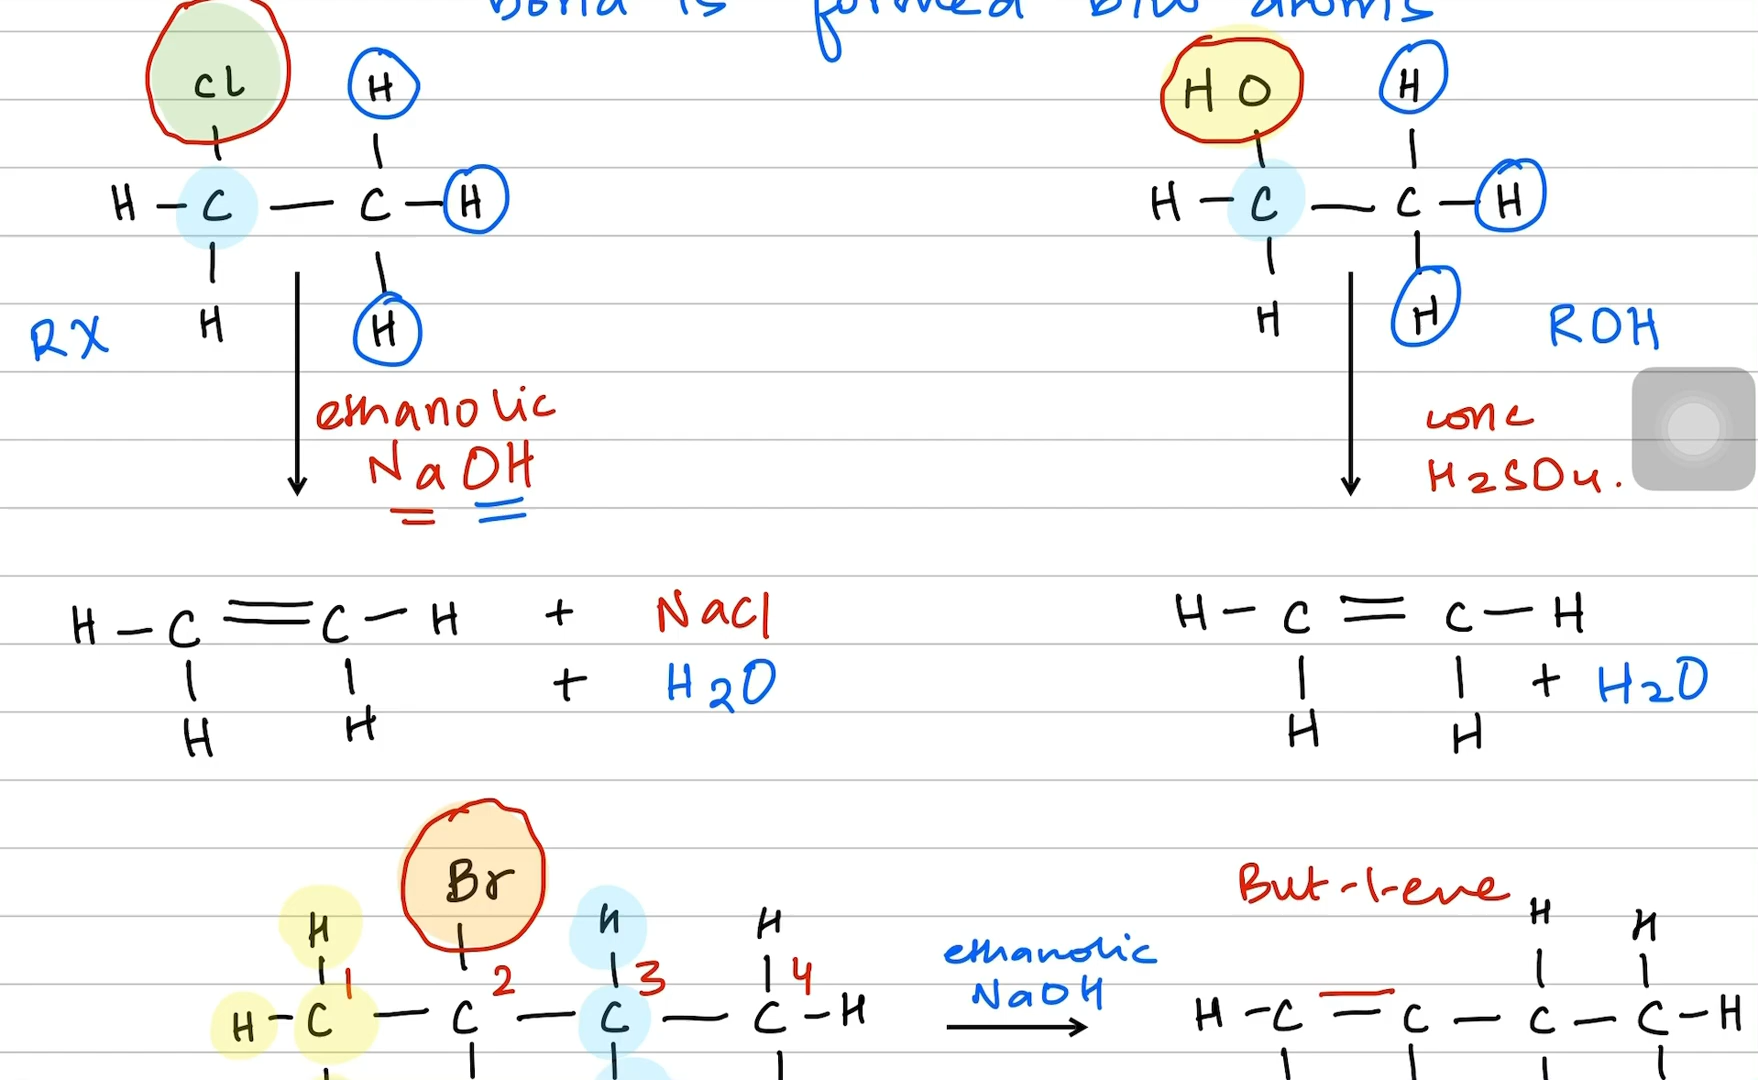 bond is formed b/w atoms
Cl H HO H
H - C — C - H H - C — C - H
RX H H H H ROH
ethanolic conc
NaOH H2SO4.
H - C = C - H + NaCl H - C = C - H
+ H2O + H2O
H H H H
Br But-1-ene
H H H H H
1 2 3 4 ethanolic
NaOH
H - C — C — C — C - H H - C = C - C - C - H